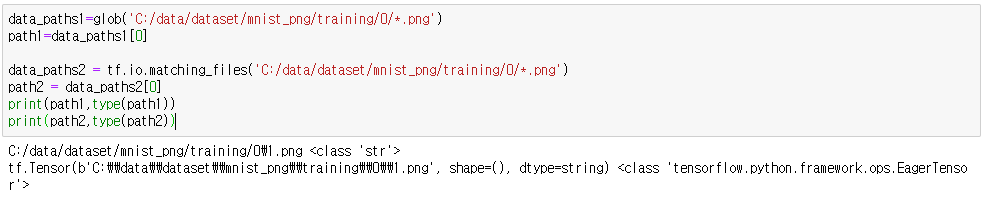 data_paths1=glob('C:/data/dataset/mnist_png/training/0/*.png')
path1=data_paths1[0]
data_paths2 = tf.io.matching_files('C:/data/dataset/mnist_png/training/0/*.png')
path2 = data_paths2[0]
print(path1,type(path1))
print(path2,type(path2))
C:/data/dataset/mnist_png/training/0₩1.png <class 'str'>
tf.Tensor(b'C:₩₩data₩₩dataset₩₩mnist_png₩₩training₩₩0₩₩1.png', shape=(), dtype=string) <class 'tensorflow.python.framework.ops.EagerTenso
r'>